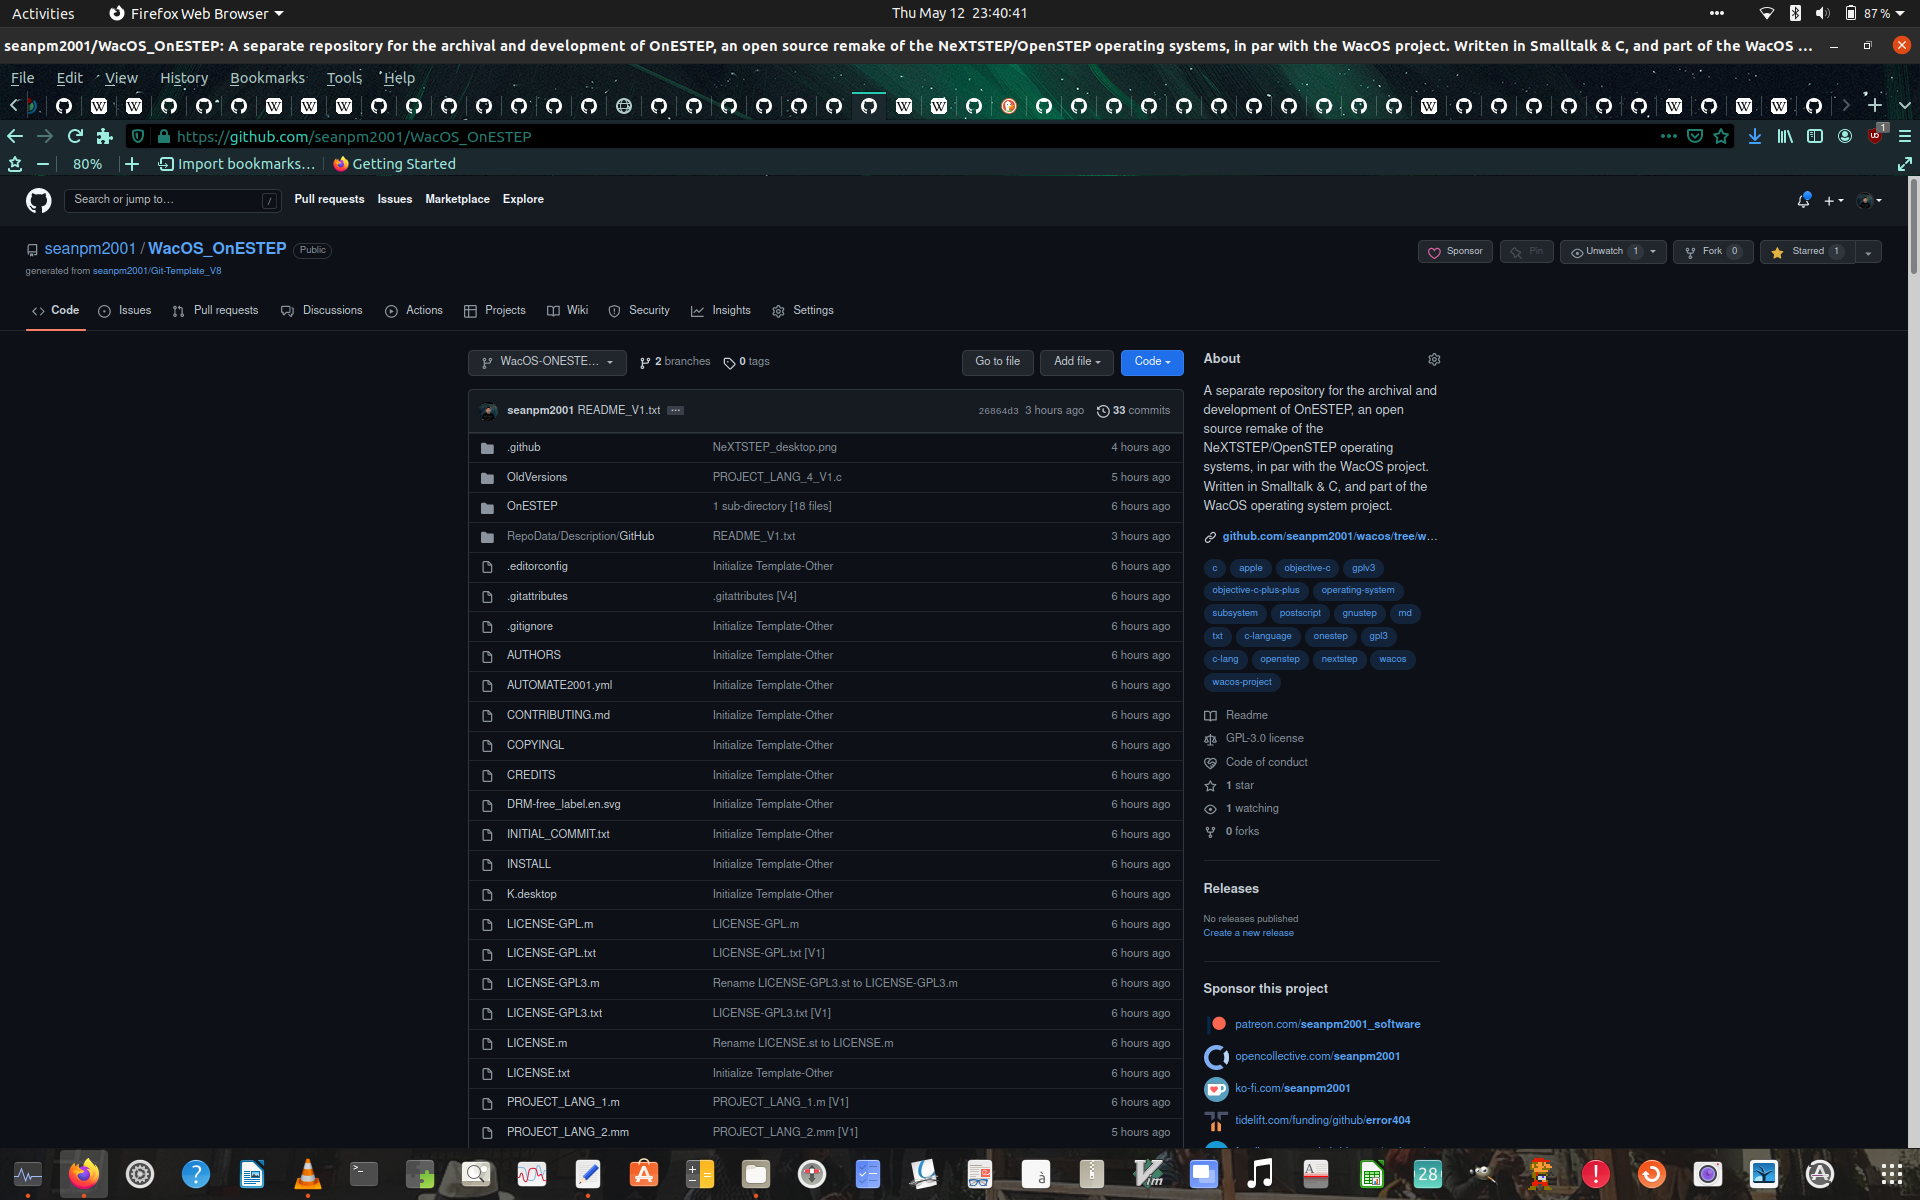 Activities
Firefox Web Browser
Thu May 12 23:40:41
87 %
seanpm2001/WacOS_OnESTEP: A separate repository for the archival and development of OnESTEP, an open source remake of the NeXTSTEP/OpenSTEP operating systems, in par with the WacOS project. Written in Smalltalk & C, and part of the WacOS ...
File Edit View History Bookmarks Tools Help
https://github.com/seanpm2001/WacOS_OnESTEP
1
80%
Import bookmarks...
Getting Started
Search or jump to...
/
Pull requests Issues Marketplace Explore
seanpm2001 / WacOS_OnESTEP Public
generated from seanpm2001/Git-Template_V8
Sponsor
Pin
Unwatch 1
Fork 0
Starred 1
Code
Issues
Pull requests
Discussions
Actions
Projects
Wiki
Security
Insights
Settings
WacOS-ONESTE...
2 branches
0 tags
Go to file
Add file
Code
seanpm2001 README_V1.txt ... 26864d3 3 hours ago 33 commits
.github NeXTSTEP_desktop.png 4 hours ago
OldVersions PROJECT_LANG_4_V1.c 5 hours ago
OnESTEP 1 sub-directory [18 files] 6 hours ago
RepoData/Description/GitHub README_V1.txt 3 hours ago
.editorconfig Initialize Template-Other 6 hours ago
.gitattributes .gitattributes [V4] 6 hours ago
.gitignore Initialize Template-Other 6 hours ago
AUTHORS Initialize Template-Other 6 hours ago
AUTOMATE2001.yml Initialize Template-Other 6 hours ago
CONTRIBUTING.md Initialize Template-Other 6 hours ago
COPYINGL Initialize Template-Other 6 hours ago
CREDITS Initialize Template-Other 6 hours ago
DRM-free_label.en.svg Initialize Template-Other 6 hours ago
INITIAL_COMMIT.txt Initialize Template-Other 6 hours ago
INSTALL Initialize Template-Other 6 hours ago
K.desktop Initialize Template-Other 6 hours ago
LICENSE-GPL.m LICENSE-GPL.m 6 hours ago
LICENSE-GPL.txt LICENSE-GPL.txt [V1] 6 hours ago
LICENSE-GPL3.m Rename LICENSE-GPL3.st to LICENSE-GPL3.m 6 hours ago
LICENSE-GPL3.txt LICENSE-GPL3.txt [V1] 6 hours ago
LICENSE.m Rename LICENSE.st to LICENSE.m 6 hours ago
LICENSE.txt Initialize Template-Other 6 hours ago
PROJECT_LANG_1.m PROJECT_LANG_1.m [V1] 6 hours ago
PROJECT_LANG_2.mm PROJECT_LANG_2.mm [V1] 5 hours ago
About
A separate repository for the archival and
development of OnESTEP, an open
source remake of the
NeXTSTEP/OpenSTEP operating
systems, in par with the WacOS project.
Written in Smalltalk & C, and part of the
WacOS operating system project.
github.com/seanpm2001/wacos/tree/w...
c apple objective-c gplv3
objective-c-plus-plus operating-system
subsystem postscript gnustep md
txt c-language onestep gpl3
c-lang openstep nextstep wacos
wacos-project
Readme
GPL-3.0 license
Code of conduct
1 star
1 watching
0 forks
Releases
No releases published
Create a new release
Sponsor this project
patreon.com/seanpm2001_software
opencollective.com/seanpm2001
ko-fi.com/seanpm2001
tidelift.com/funding/github/error404
28